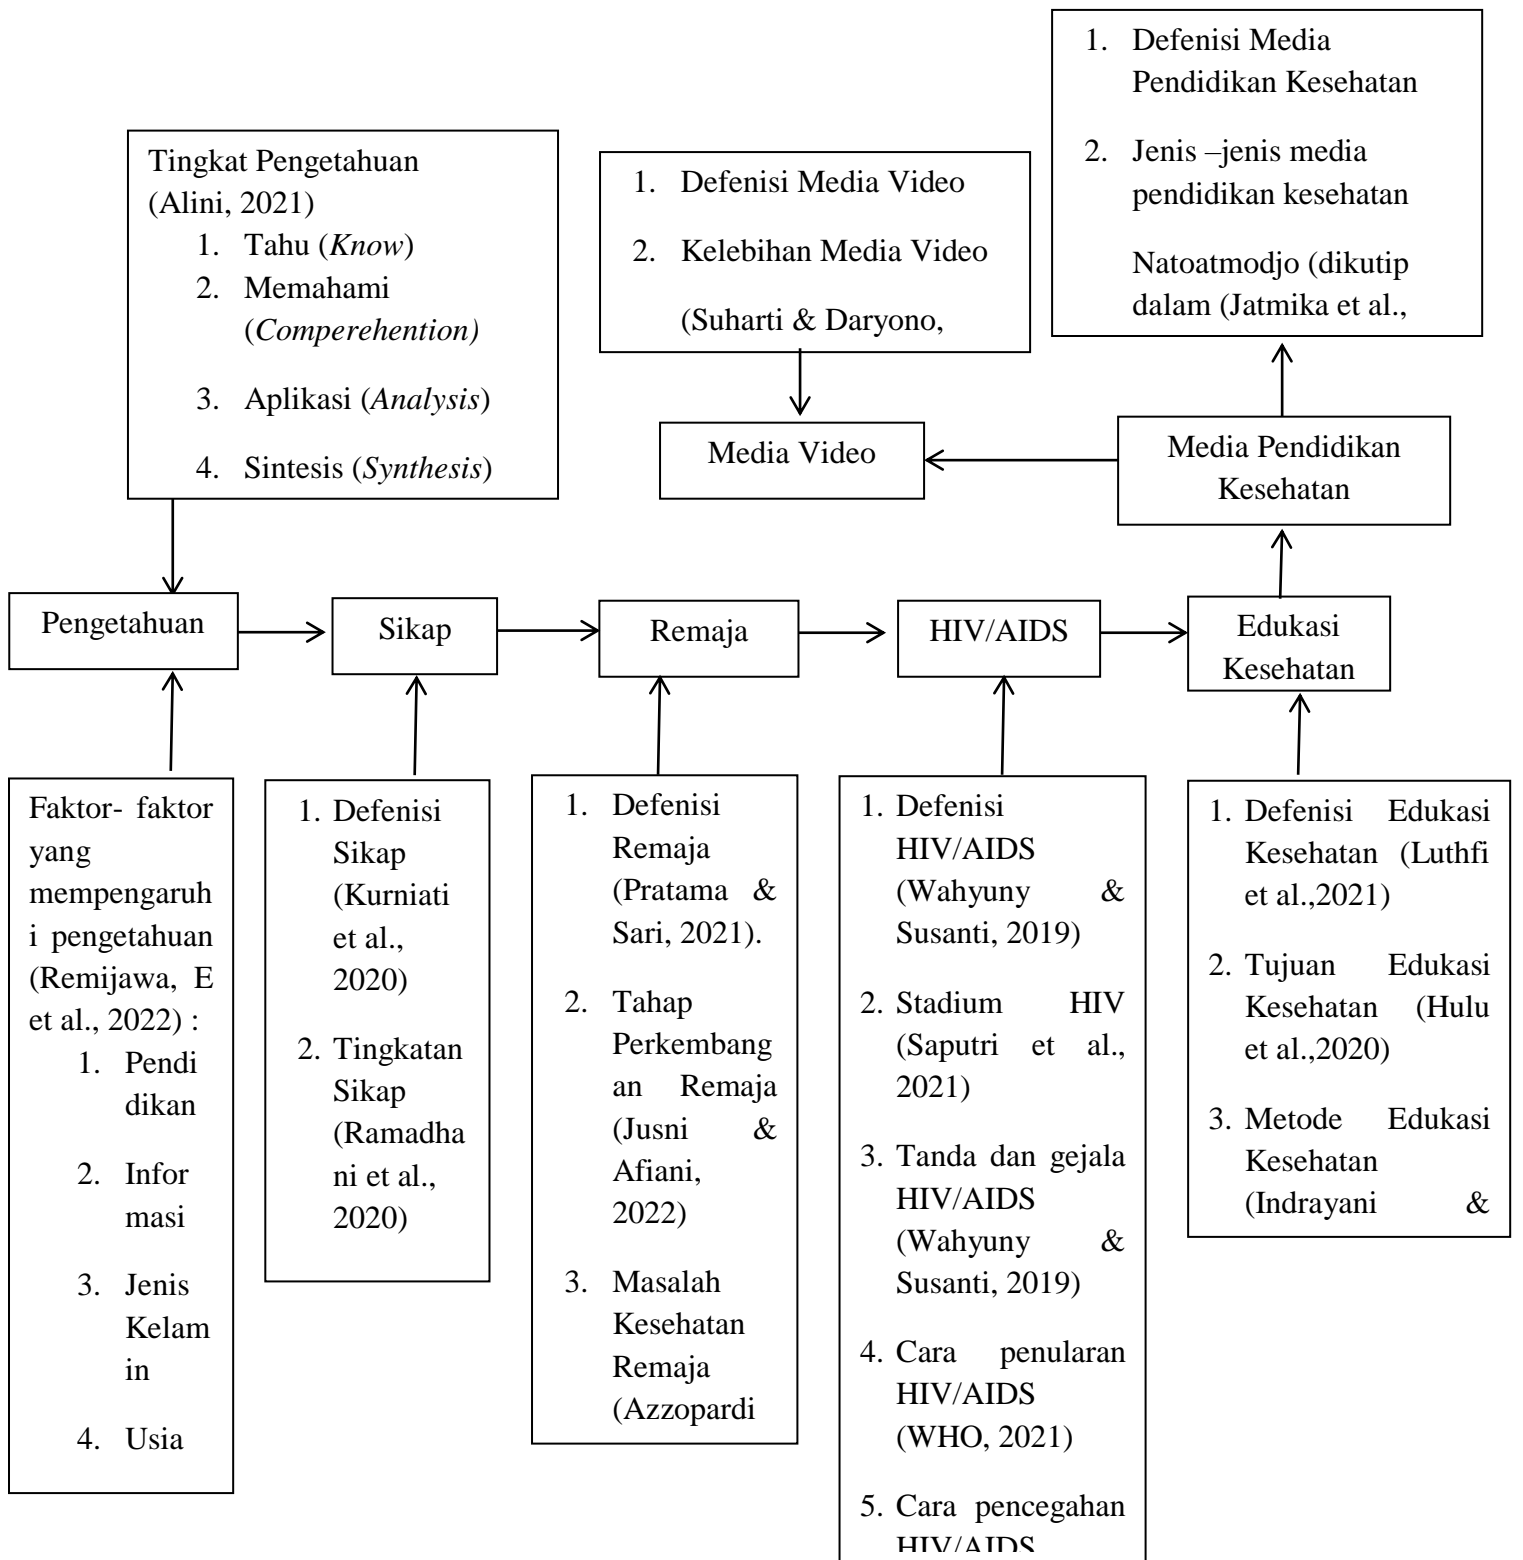 1. Defenisi Media
Pendidikan Kesehatan
2. Jenis –jenis media
pendidikan kesehatan
Natoatmodjo (dikutip
dalam (Jatmika et al.,
Tingkat Pengetahuan
(Alini, 2021)
1. Tahu (Know)
2. Memahami
(Comperehention)
3. Aplikasi (Analysis)
4. Sintesis (Synthesis)
1. Defenisi Media Video
2. Kelebihan Media Video
(Suharti & Daryono,
Media Video
Media Pendidikan
Kesehatan
Pengetahuan
Sikap
Remaja
HIV/AIDS
Edukasi
Kesehatan
Faktor- faktor
yang
mempengaruh
i pengetahuan
(Remijawa, E
et al., 2022) :
1. Pendi
dikan
2. Infor
masi
3. Jenis
Kelam
in
4. Usia
1. Defenisi
Sikap
(Kurniati
et al.,
2020)
2. Tingkatan
Sikap
(Ramadha
ni et al.,
2020)
1. Defenisi
Remaja
(Pratama &
Sari, 2021).
2. Tahap
Perkembang
an Remaja
(Jusni &
Afiani,
2022)
3. Masalah
Kesehatan
Remaja
(Azzopardi
1. Defenisi
HIV/AIDS
(Wahyuny &
Susanti, 2019)
2. Stadium HIV
(Saputri et al.,
2021)
3. Tanda dan gejala
HIV/AIDS
(Wahyuny &
Susanti, 2019)
4. Cara penularan
HIV/AIDS
(WHO, 2021)
5. Cara pencegahan
HIV/AIDS
1. Defenisi Edukasi
Kesehatan (Luthfi
et al.,2021)
2. Tujuan Edukasi
Kesehatan (Hulu
et al.,2020)
3. Metode Edukasi
Kesehatan
(Indrayani &